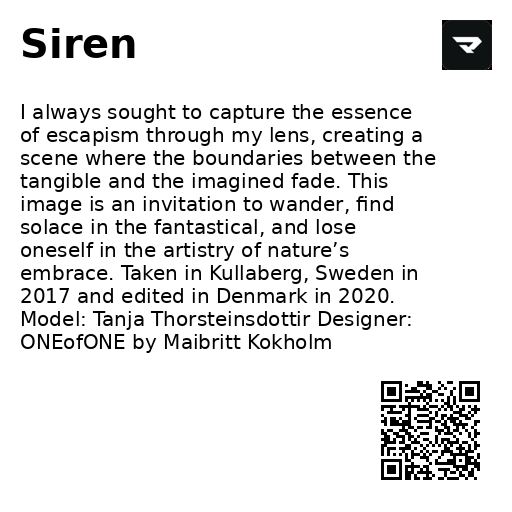 Siren
I always sought to capture the essence
of escapism through my lens, creating a
scene where the boundaries between the
tangible and the imagined fade. This
image is an invitation to wander, find
solace in the fantastical, and lose
oneself in the artistry of nature’s
embrace. Taken in Kullaberg, Sweden in
2017 and edited in Denmark in 2020.
Model: Tanja Thorsteinsdottir Designer:
ONEofONE by Maibritt Kokholm